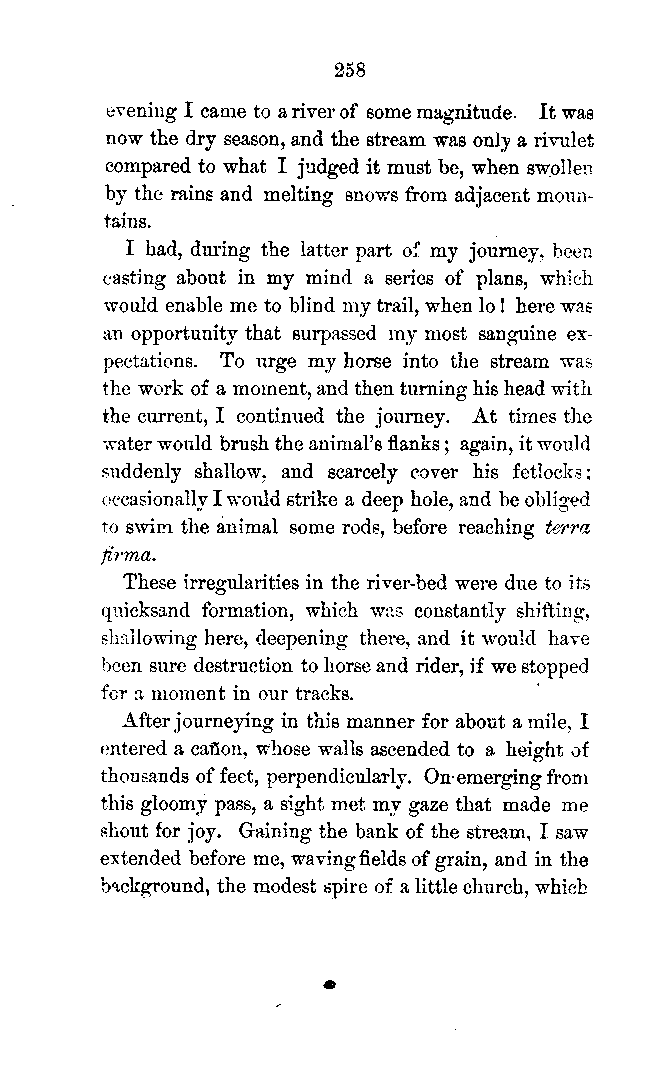 258
evening I came to a river of some magnitude. It was
now the dry season, and the stream was only a rivulet
compared to what I judged it must be, when swollen
by the rains and melting snows from adjacent moun-
tains.
I had, during the latter part of my journey, been
casting about in my mind a series of plans, which
would enable me to blind my trail, when lo! here was
an opportunity that surpassed my most sanguine ex-
pectations. To urge my horse into the stream was
the work of a moment, and then turning his head with
the current, I continued the journey. At times the
water would brush the animal's flanks; again, it would
suddenly shallow, and scarcely cover his fetlocks;
occasionally I would strike a deep hole, and be obliged
to swim the animal some rods, before reaching terra
firma.
These irregularities in the river-bed were due to its
quicksand formation, which was constantly shifting,
shallowing here, deepening there, and it would have
been sure destruction to horse and rider, if we stopped
for a moment in our tracks.
After journeying in this manner for about a mile, I
entered a cañon, whose walls ascended to a height of
thousands of feet, perpendicularly. On emerging from
this gloomy pass, a sight met my gaze that made me
shout for joy. Gaining the bank of the stream, I saw
extended before me, waving fields of grain, and in the
background, the modest spire of a little church, which